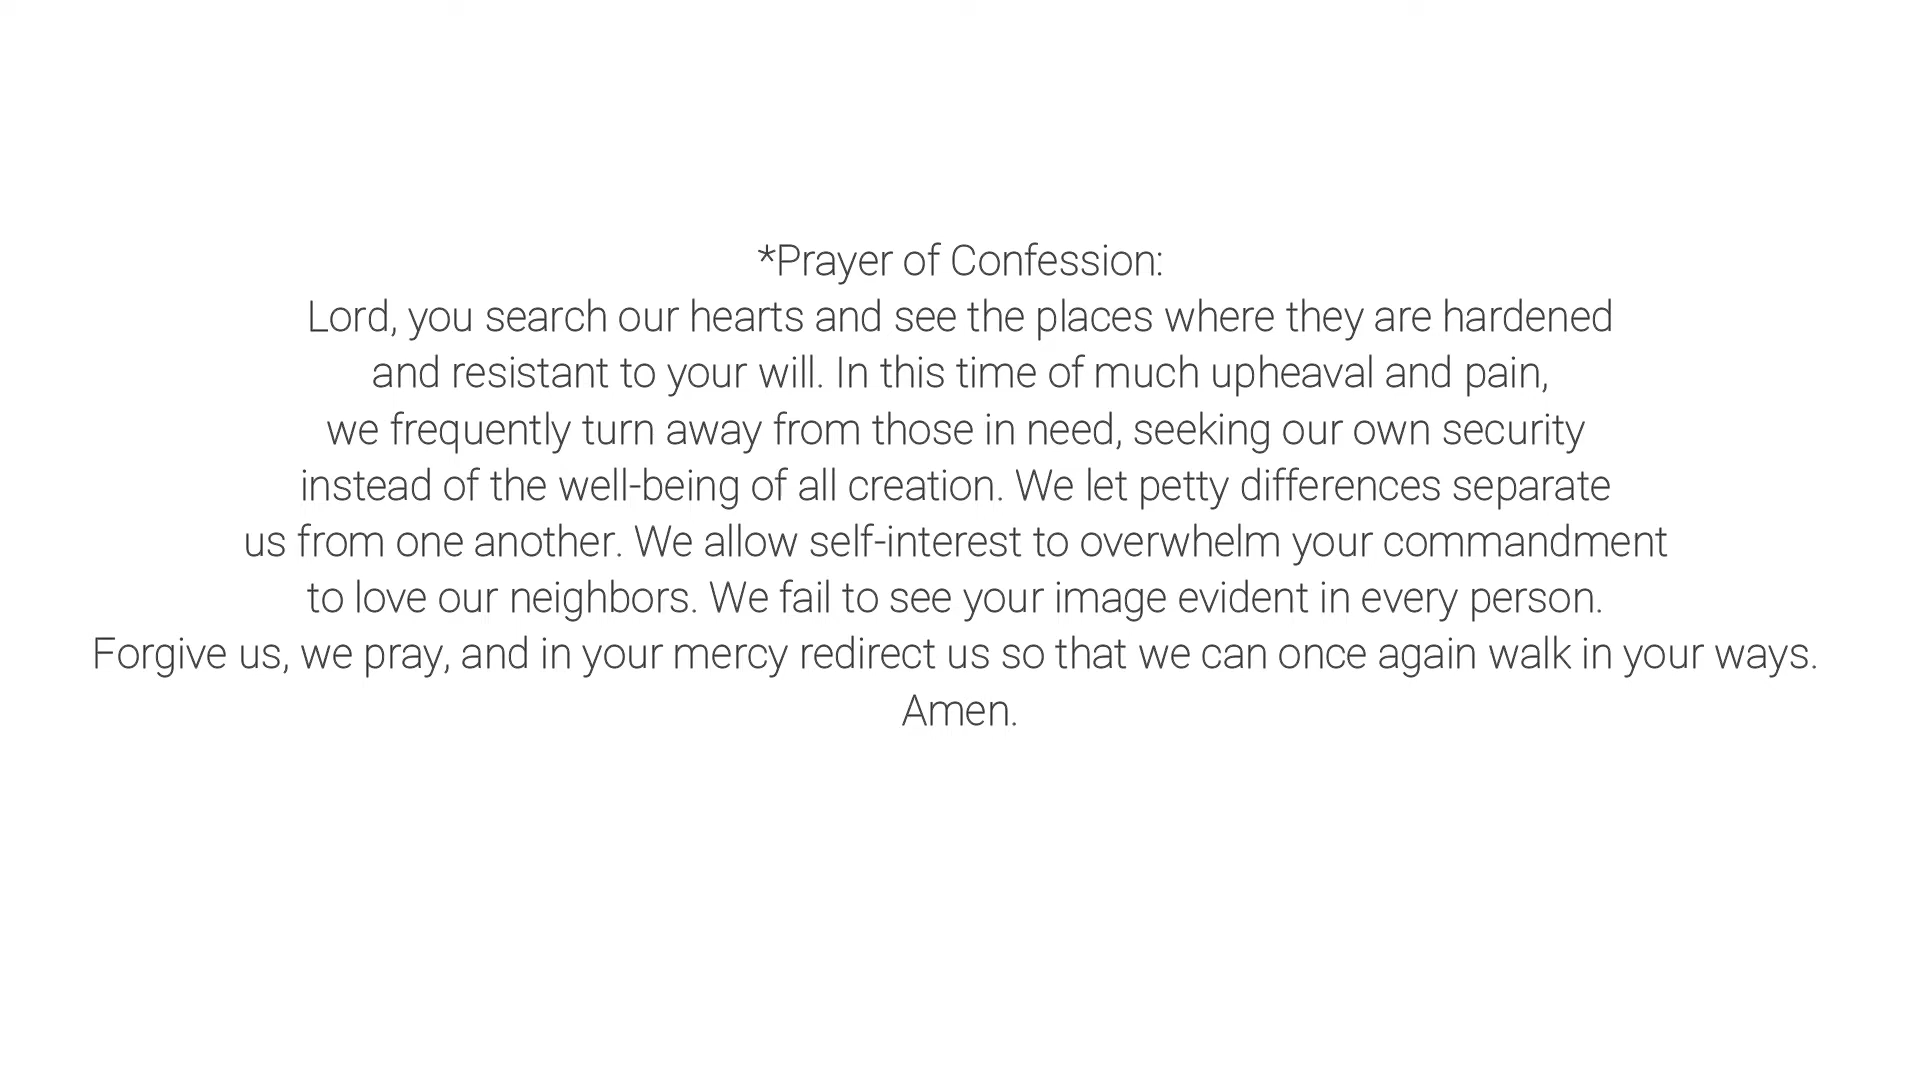 *Prayer of Confession:
Lord, you search our hearts and see the places where they are hardened
and resistant to your will. In this time of much upheaval and pain,
we frequently turn away from those in need, seeking our own security
instead of the well-being of all creation. We let petty differences separate
us from one another. We allow self-interest to overwhelm your commandment
to love our neighbors. We fail to see your image evident in every person.
Forgive us, we pray, and in your mercy redirect us so that we can once again walk in your ways.
Amen.